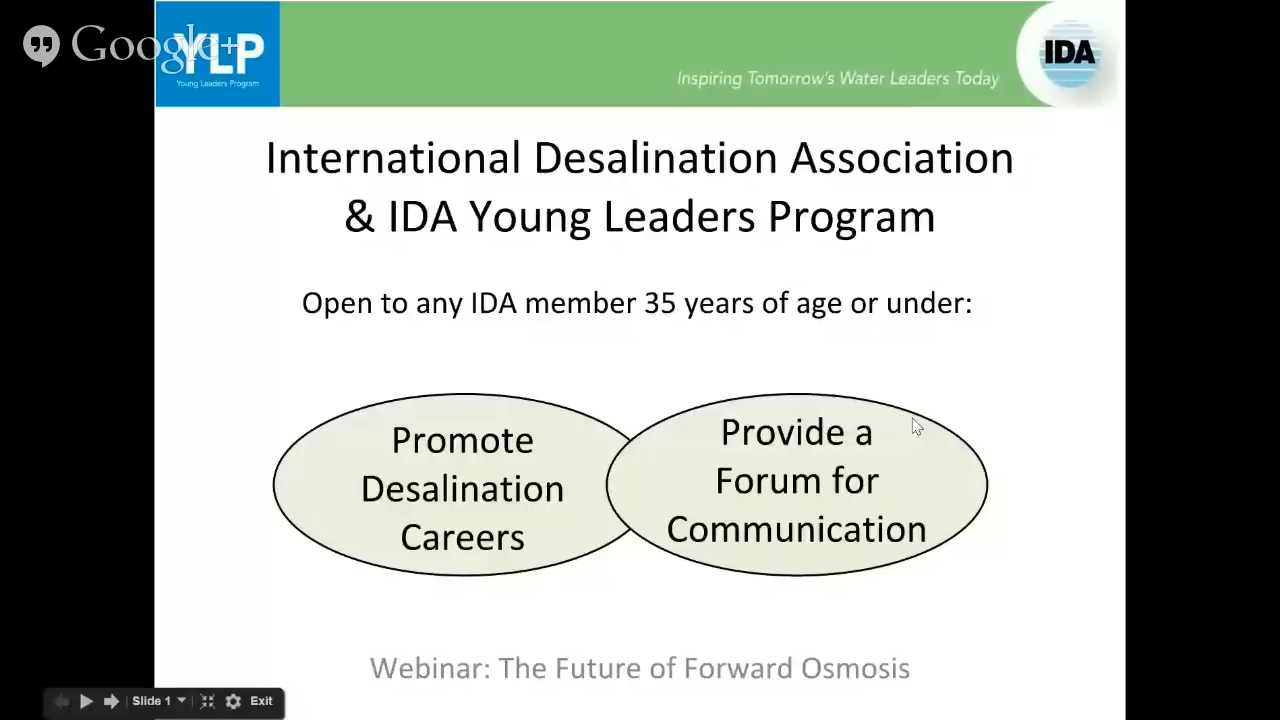 Google+
YLP
Young Leaders Program
Inspiring Tomorrow's Water Leaders Today
IDA
International Desalination Association
& IDA Young Leaders Program
Open to any IDA member 35 years of age or under:
Promote
Desalination
Careers
Provide a
Forum for
Communication
Webinar: The Future of Forward Osmosis
Slide 1
Exit